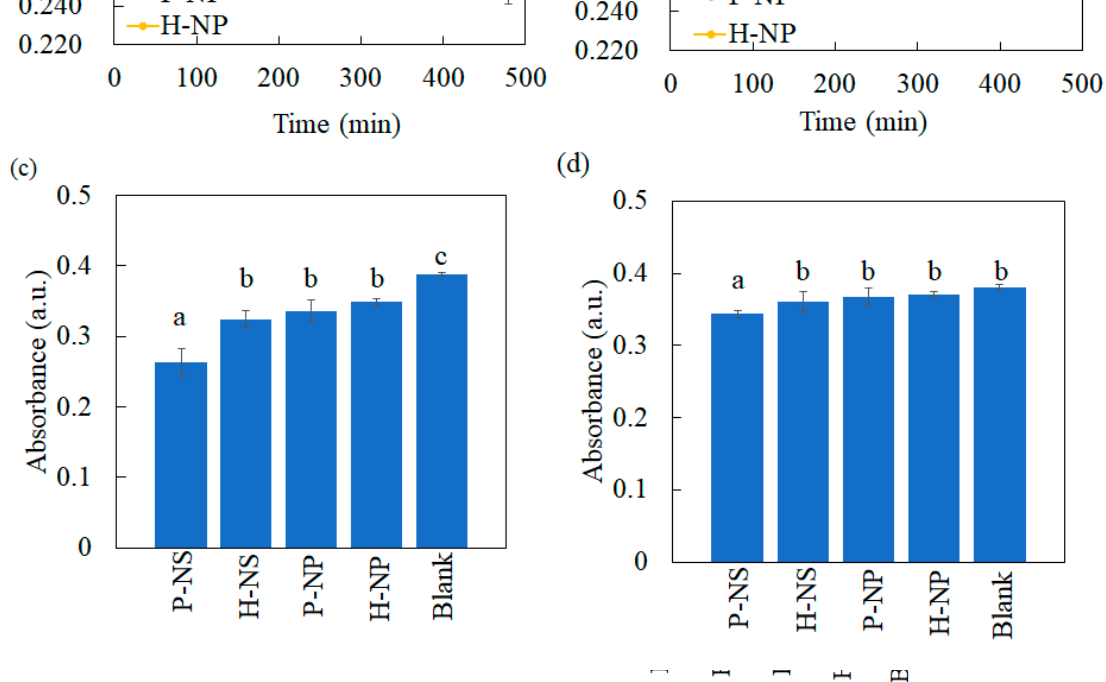 0.240
P-NP
H-NP
0.220
0 100 200 300 400 500
Time (min)
0.240
P-NP
H-NP
0.220
0 100 200 300 400 500
Time (min)
(c)
Absorbance (a.u.)
0.5
0.4
0.3
0.2
0.1
0
a b b b c
P-NS H-NS P-NP H-NP Blank
(d)
Absorbance (a.u.)
0.5
0.4
0.3
0.2
0.1
0
a b b b b
P-NS H-NS P-NP H-NP Blank